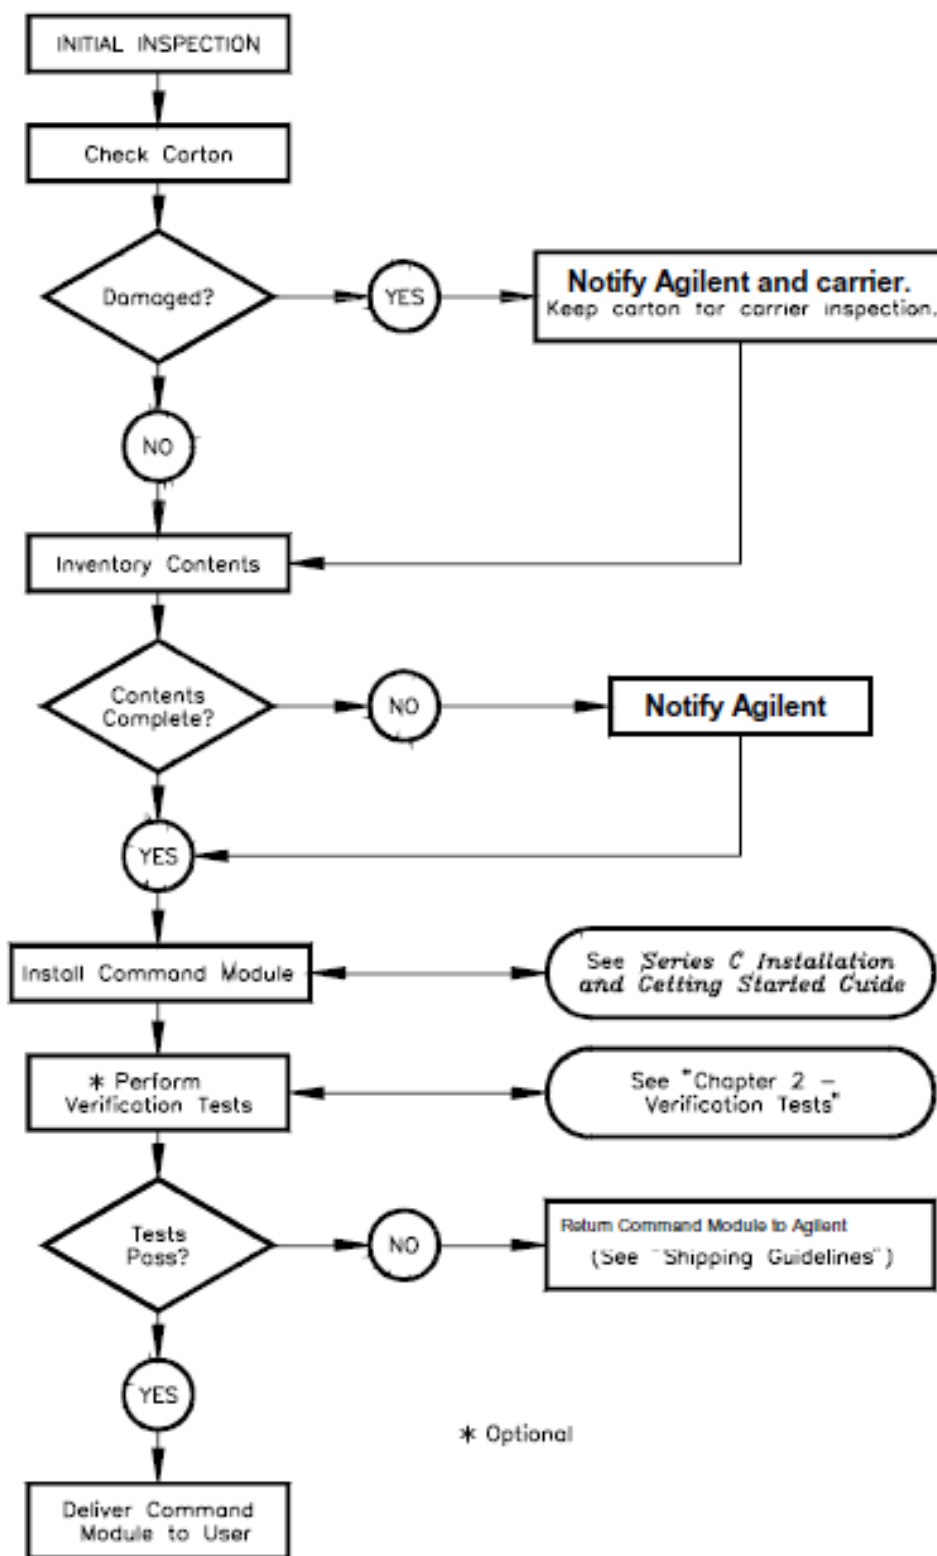 INITIAL INSPECTION
Check Carton
Damaged?
YES
Notify Agilent and carrier.
Keep carton for carrier inspection.
NO
Inventory Contents
Contents
Complete?
NO
Notify Agilent
YES
Install Command Module
See Series C Installation
and Getting Started Guide
* Perform
Verification Tests
See "Chapter 2 –
Verification Tests"
Tests
Pass?
NO
Return Command Module to Agilent
(See "Shipping Guidelines")
YES
* Optional
Deliver Command
Module to User